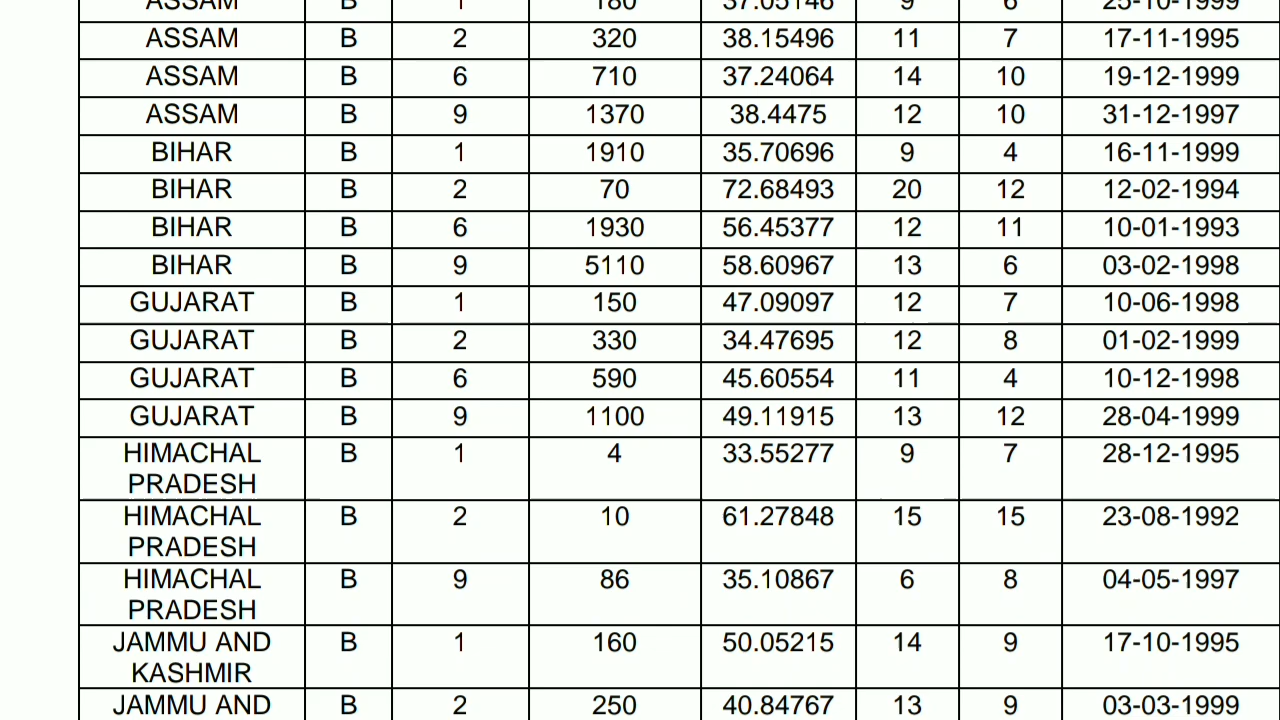 ASSAM B 1 180 37.05146 9 6 25-10-1999
ASSAM B 2 320 38.15496 11 7 17-11-1995
ASSAM B 6 710 37.24064 14 10 19-12-1999
ASSAM B 9 1370 38.4475 12 10 31-12-1997
BIHAR B 1 1910 35.70696 9 4 16-11-1999
BIHAR B 2 70 72.68493 20 12 12-02-1994
BIHAR B 6 1930 56.45377 12 11 10-01-1993
BIHAR B 9 5110 58.60967 13 6 03-02-1998
GUJARAT B 1 150 47.09097 12 7 10-06-1998
GUJARAT B 2 330 34.47695 12 8 01-02-1999
GUJARAT B 6 590 45.60554 11 4 10-12-1998
GUJARAT B 9 1100 49.11915 13 12 28-04-1999
HIMACHAL B 1 4 33.55277 9 7 28-12-1995
PRADESH
HIMACHAL B 2 10 61.27848 15 15 23-08-1992
PRADESH
HIMACHAL B 9 86 35.10867 6 8 04-05-1997
PRADESH
JAMMU AND B 1 160 50.05215 14 9 17-10-1995
KASHMIR
JAMMU AND B 2 250 40.84767 13 9 03-03-1999